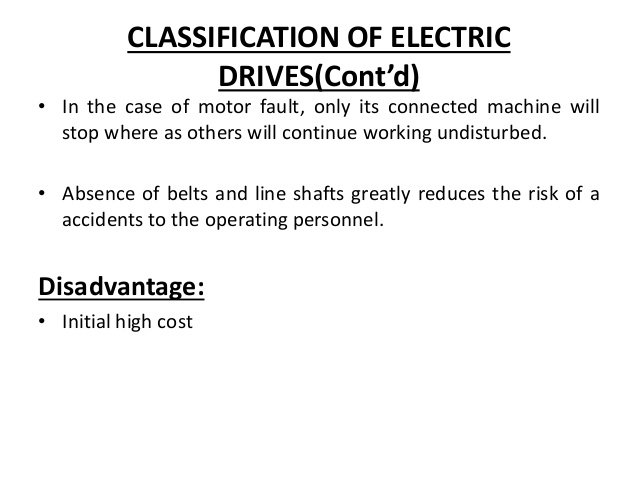 CLASSIFICATION OF ELECTRIC
DRIVES(Cont’d)
• In the case of motor fault, only its connected machine will
stop where as others will continue working undisturbed.
• Absence of belts and line shafts greatly reduces the risk of a
accidents to the operating personnel.
Disadvantage:
• Initial high cost